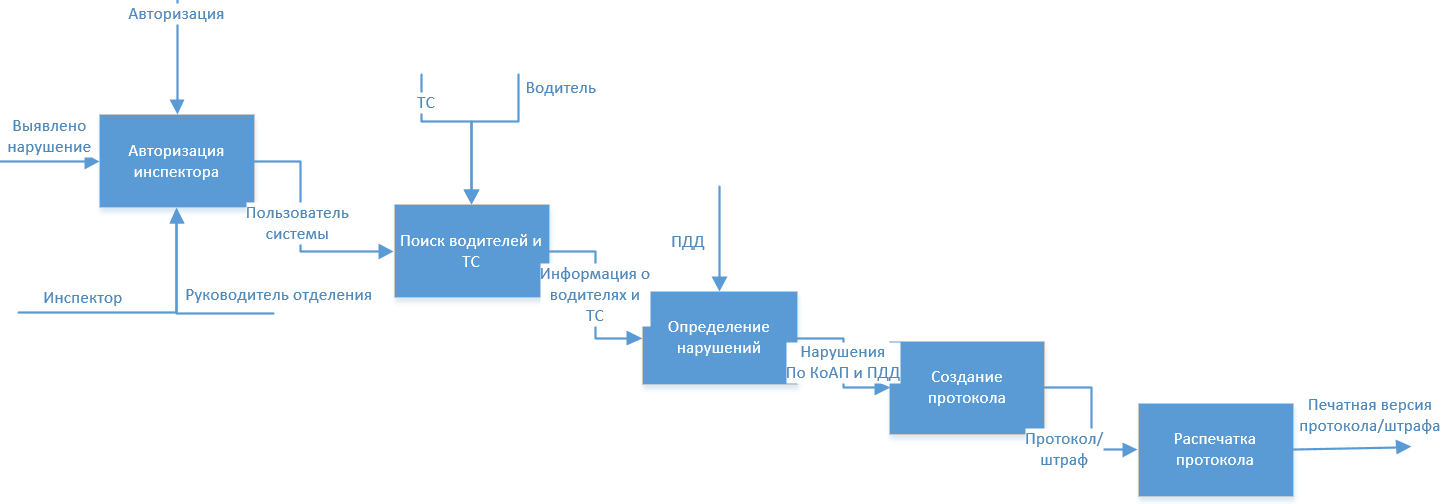 Авторизация
Выявлено
нарушение
Авторизация
инспектора
Инспектор
Руководитель отделения
Пользователь
системы
ТС
Водитель
Поиск водителей и
ТС
Информация о
водителях и
ТС
ПДД
Определение
нарушений
Нарушения
По КоАП и ПДД
Создание
протокола
Протокол/
штраф
Распечатка
протокола
Печатная версия
протокола/штрафа